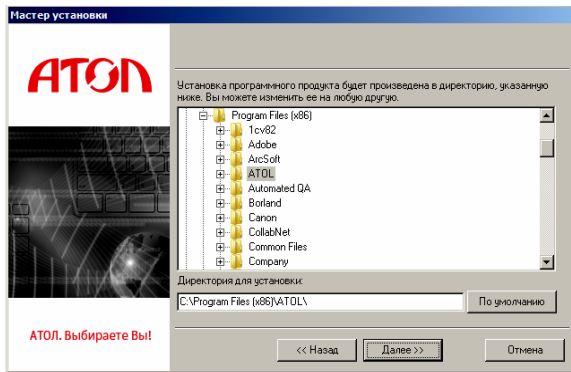 Мастер установки
АТОЛ
Установка программного продукта будет произведена в директорию, указанную
ниже. Вы можете изменить ее на любую другую.
Program Files (x86)
1cv82
Adobe
ArcSoft
ATOL
Automated QA
Borland
Canon
CollabNet
Common Files
Company
Директория для установки:
C:\Program Files (x86)\ATOL\
По умолчанию
АТОЛ. Выбираете Вы!
<< Назад
Далее >>
Отмена